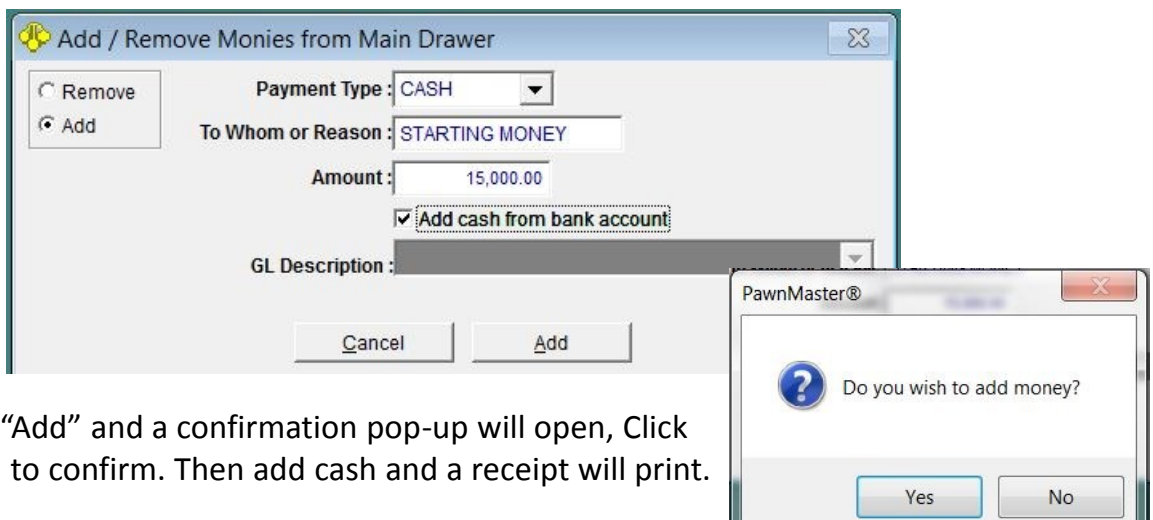 Add / Remove Monies from Main Drawer
Remove
Payment Type : CASH
Add
To Whom or Reason : STARTING MONEY
Amount : 15,000.00
Add cash from bank account
GL Description :
Cancel Add
PawnMaster®
Do you wish to add money?
Yes No
“Add” and a confirmation pop-up will open, Click
to confirm. Then add cash and a receipt will print.